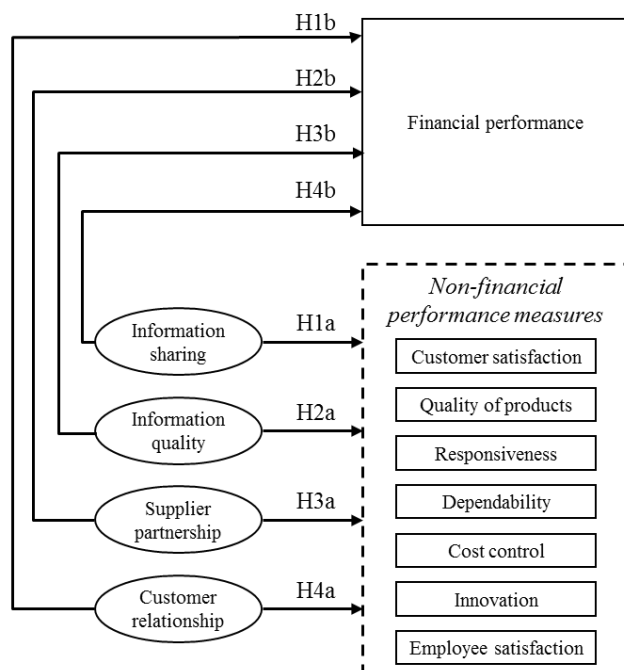 H1b
H2b
H3b
H4b
Financial performance
Information
sharing
H1a
Information
quality
H2a
Supplier
partnership
H3a
Customer
relationship
H4a
Non-financial
performance measures
Customer satisfaction
Quality of products
Responsiveness
Dependability
Cost control
Innovation
Employee satisfaction